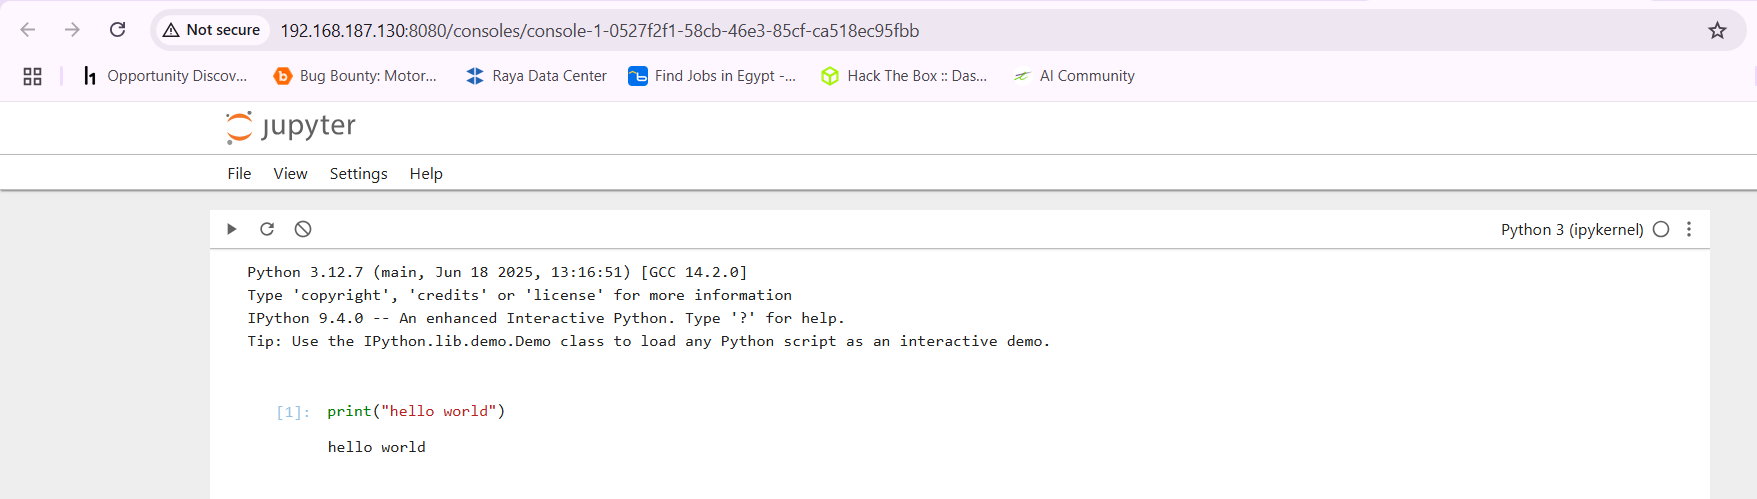 Not secure 192.168.187.130:8080/consoles/console-1-0527f2f1-58cb-46e3-85cf-ca518ec95fbb
Opportunity Discov... Bug Bounty: Motor... Raya Data Center Find Jobs in Egypt -... Hack The Box :: Das... AI Community
jupyter
File View Settings Help
Python 3 (ipykernel)
Python 3.12.7 (main, Jun 18 2025, 13:16:51) [GCC 14.2.0]
Type 'copyright', 'credits' or 'license' for more information
IPython 9.4.0 -- An enhanced Interactive Python. Type '?' for help.
Tip: Use the IPython.lib.demo.Demo class to load any Python script as an interactive demo.
[1]: print("hello world")
hello world